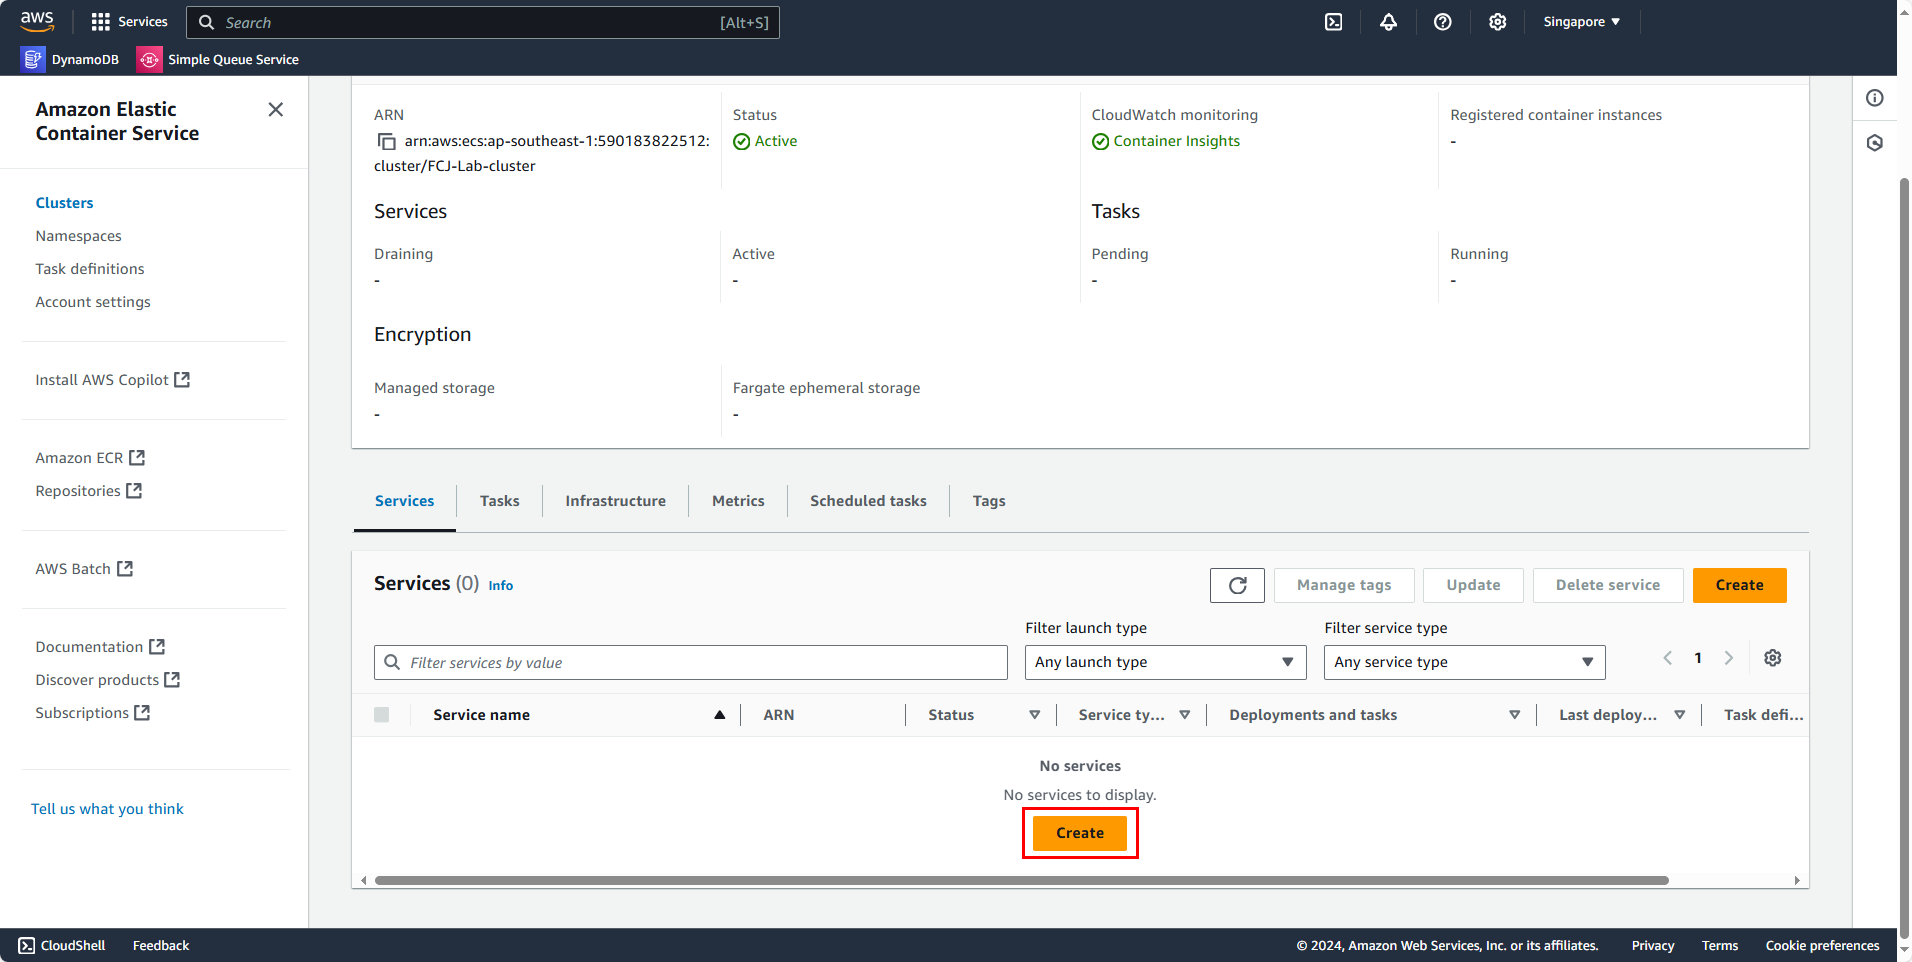 aws
Services
Search
[Alt+S]
Singapore
DynamoDB
Simple Queue Service
Amazon Elastic
Container Service
Clusters
Namespaces
Task definitions
Account settings
Install AWS Copilot
Amazon ECR
Repositories
AWS Batch
Documentation
Discover products
Subscriptions
Tell us what you think
ARN
arn:aws:ecs:ap-southeast-1:590183822512:
cluster/FCJ-Lab-cluster
Status
Active
CloudWatch monitoring
Container Insights
Registered container instances
-
Services
Tasks
Draining
-
Active
-
Pending
-
Running
-
Encryption
Managed storage
-
Fargate ephemeral storage
-
Services
Tasks
Infrastructure
Metrics
Scheduled tasks
Tags
Services (0) Info
Manage tags
Update
Delete service
Create
Filter services by value
Filter launch type
Any launch type
Filter service type
Any service type
1
Service name
ARN
Status
Service ty...
Deployments and tasks
Last deploy...
Task defi...
No services
No services to display.
Create
CloudShell
Feedback
© 2024, Amazon Web Services, Inc. or its affiliates.
Privacy
Terms
Cookie preferences